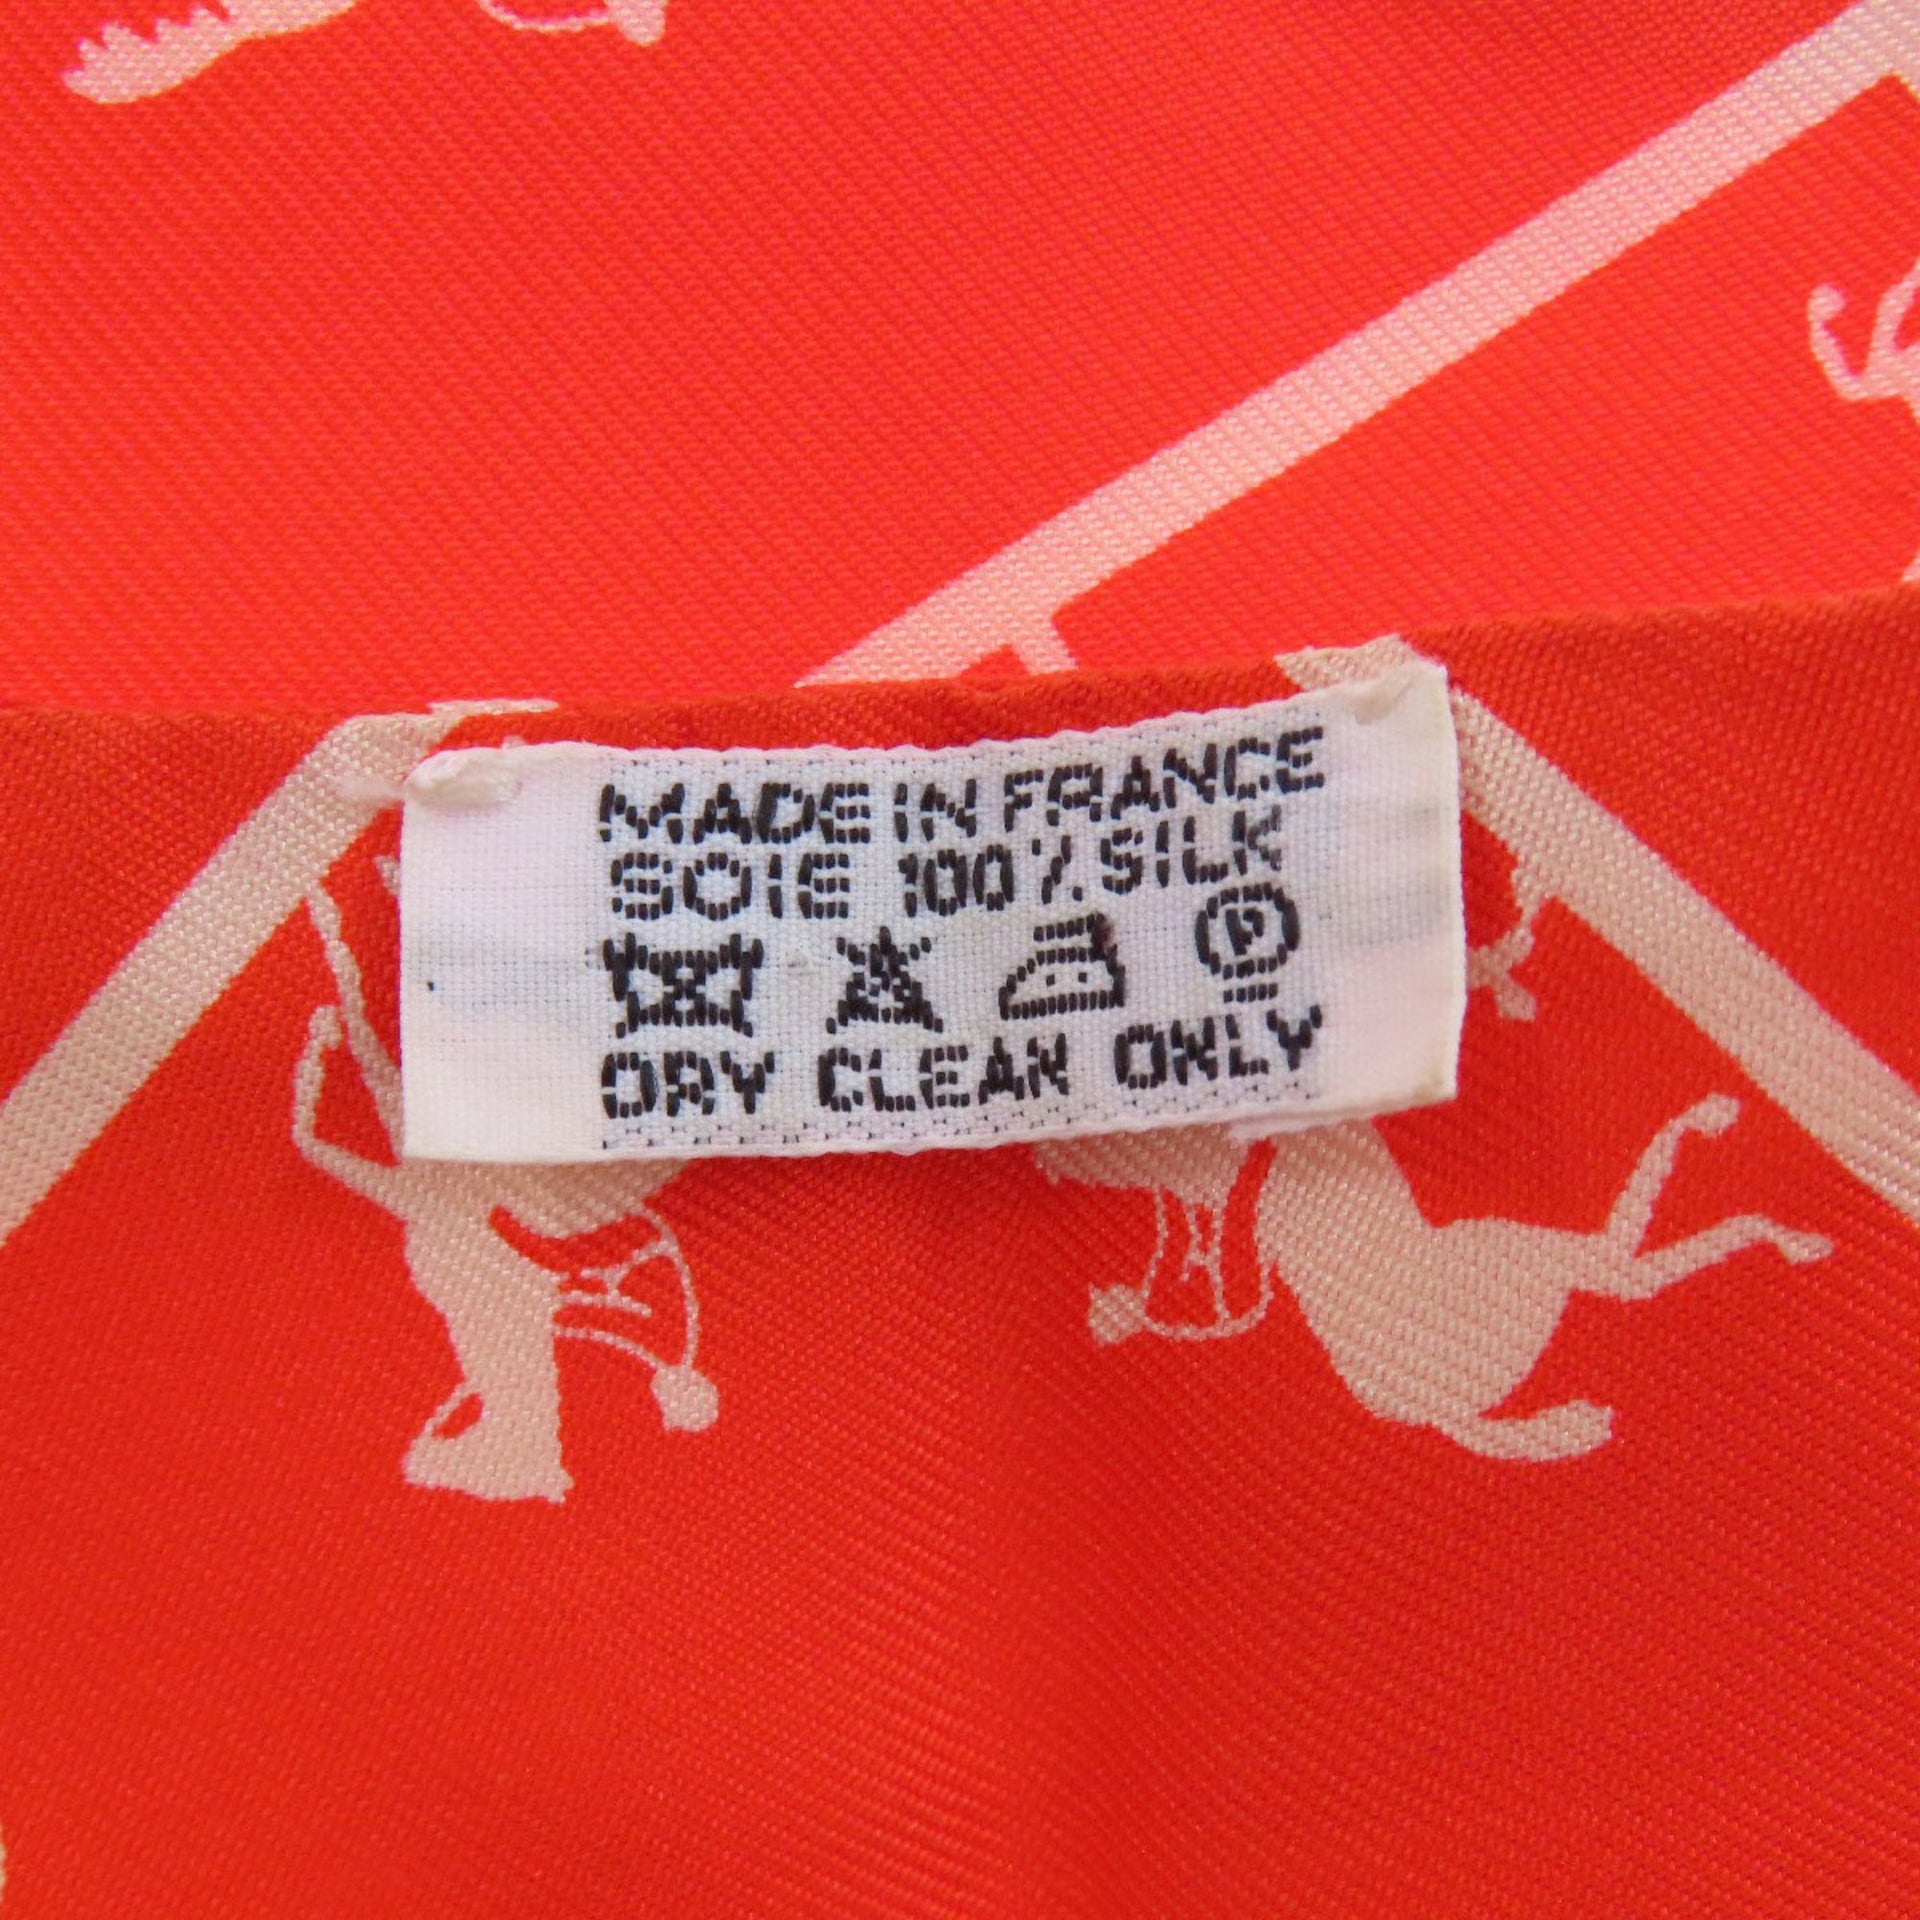 MADE IN FRANCE
SOIE 100% SILK
P
DRY CLEAN ONLY